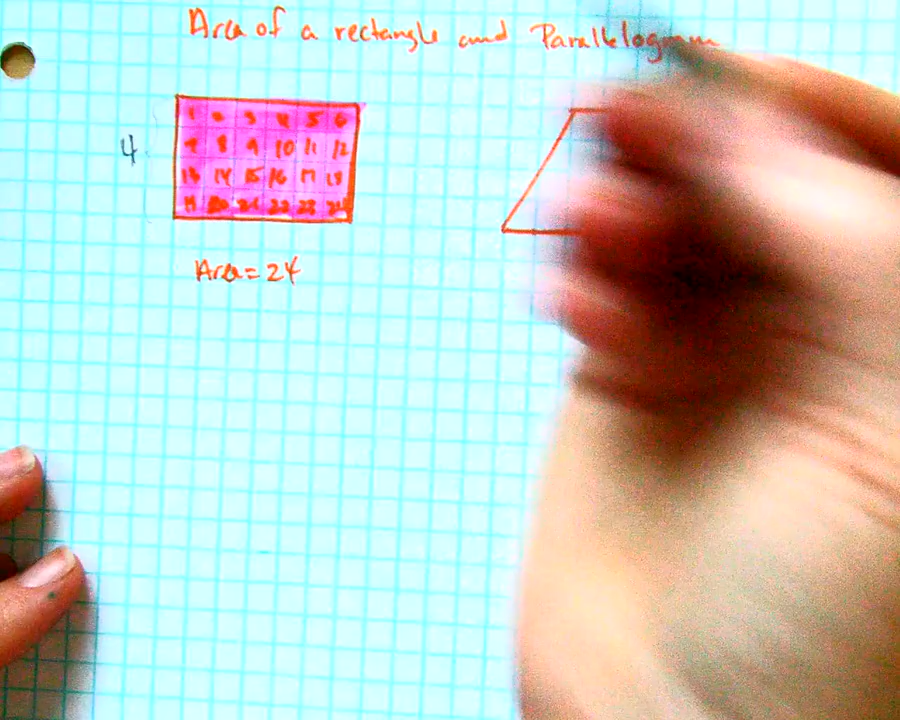 Area of a rectangle and Parallelogram
1 2 3 4 5 6
4 7 8 9 10 11 12
13 14 15 16 17 18
19 20 21 22 23 24
Area = 24